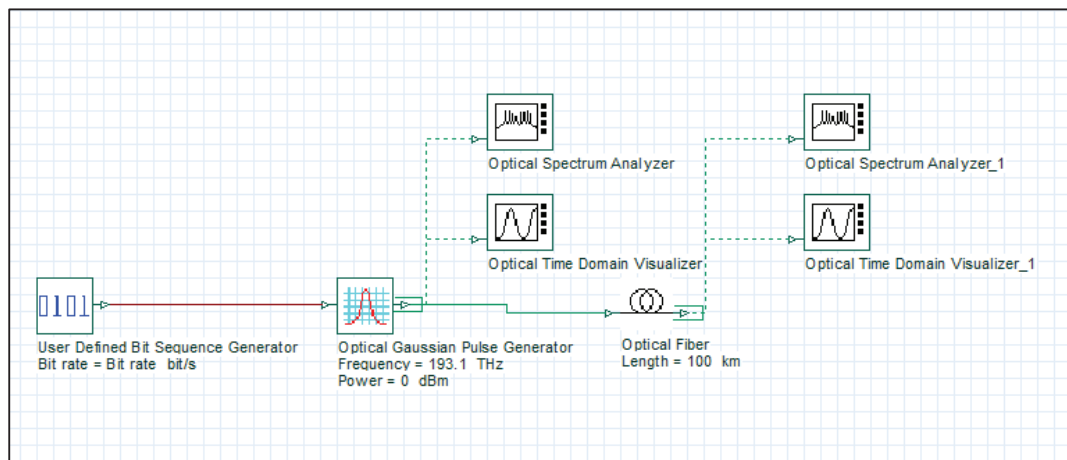 Optical Spectrum Analyzer
Optical Spectrum Analyzer_1
Optical Time Domain Visualizer
Optical Time Domain Visualizer_1
User Defined Bit Sequence Generator
Bit rate = Bit rate bit/s
Optical Gaussian Pulse Generator
Frequency = 193.1 THz
Power = 0 dBm
Optical Fiber
Length = 100 km